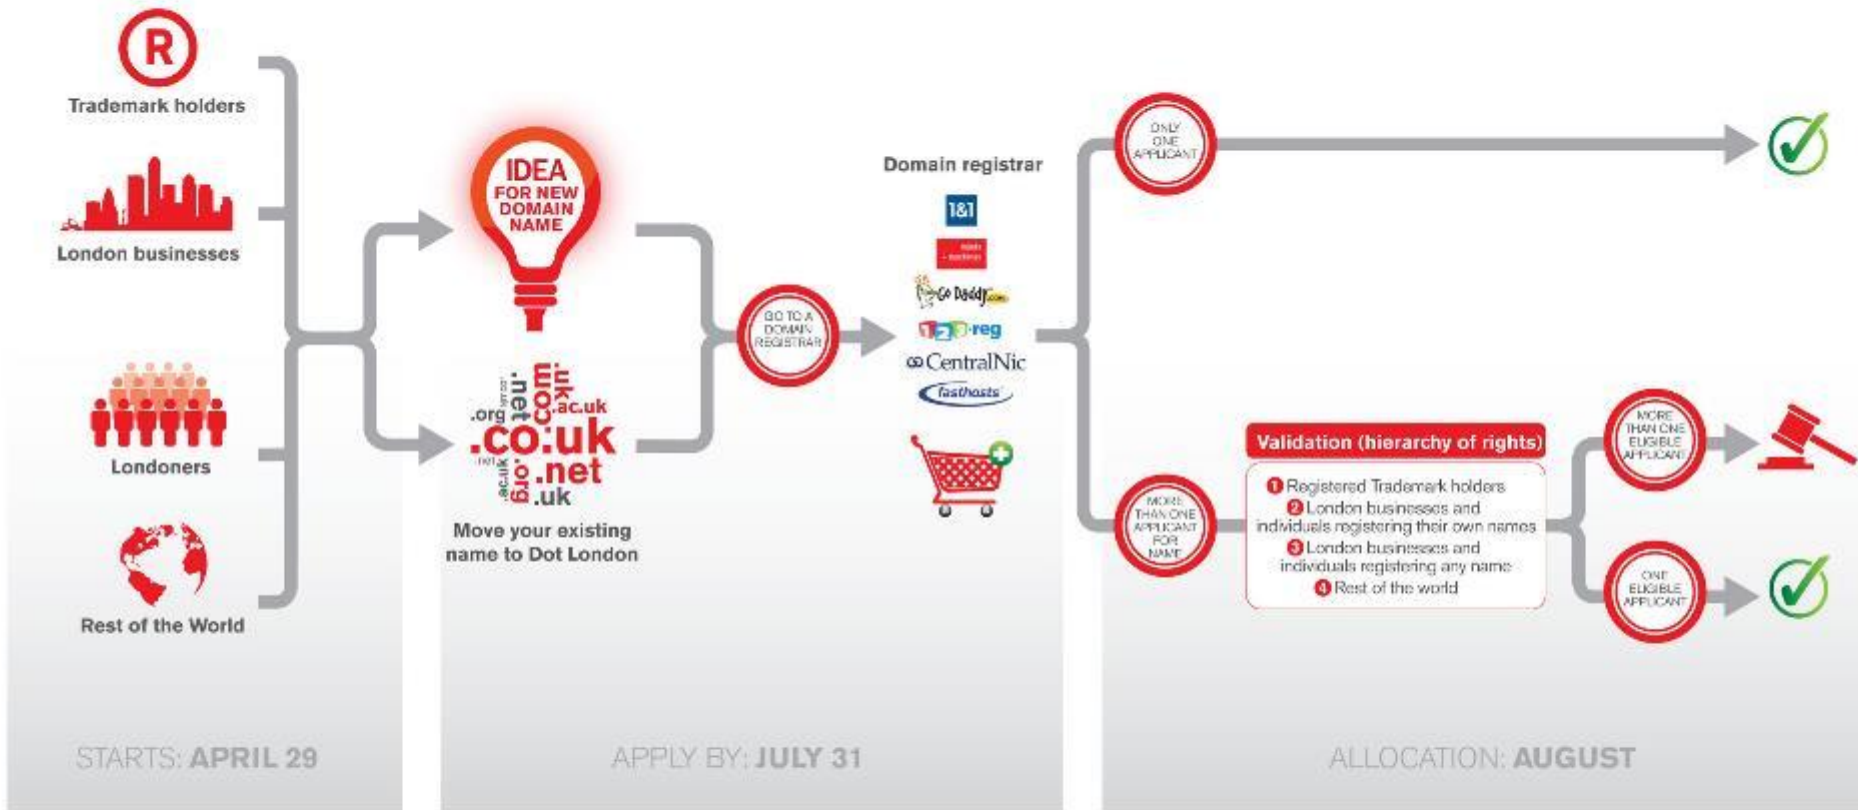 R
Trademark holders
London businesses
Londoners
Rest of the World
STARTS: APRIL 29
IDEA
FOR NEW
DOMAIN
NAME
.org
.net
.com
.uk
.ac.uk
.co.uk
.net
.org
.net
.uk
Move your existing
name to Dot London
GO TO A
DOMAIN
REGISTRAR
Domain registrar
1&1
Go Daddy.com
123-reg
CentralNic
fasthosts
APPLY BY: JULY 31
ONLY
ONE
APPLICANT
MORE
THAN ONE
APPLICANT
FOR
NAME
Validation (hierarchy of rights)
1 Registered Trademark holders
2 London businesses and
individuals registering their own names
3 London businesses and
individuals registering any name
4 Rest of the world
MORE
THAN ONE
ELIGIBLE
APPLICANT
ONE
ELIGIBLE
APPLICANT
ALLOCATION: AUGUST